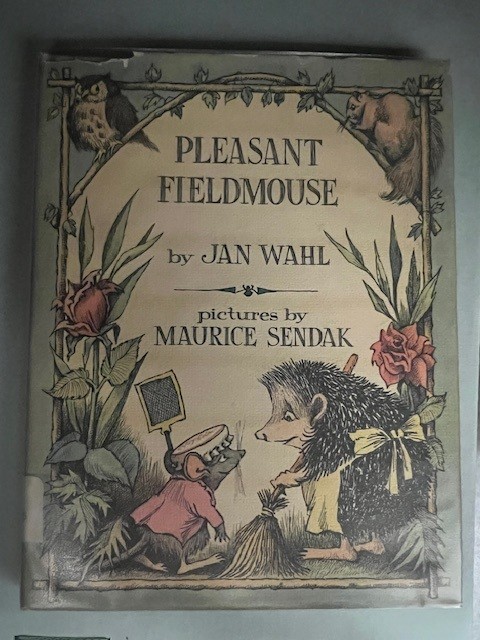 PLEASANT
FIELDMOUSE
by JAN WAHL
pictures by
MAURICE SENDAK